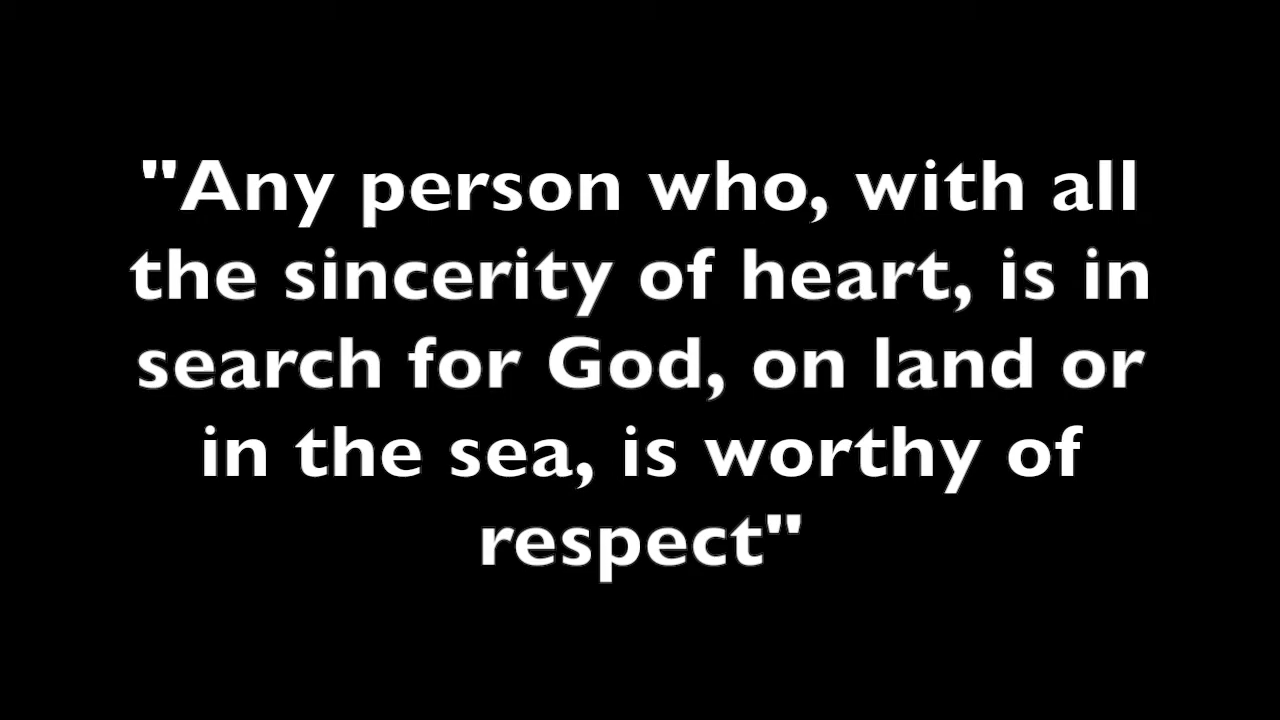 "Any person who, with all
the sincerity of heart, is in
search for God, on land or
in the sea, is worthy of
respect"